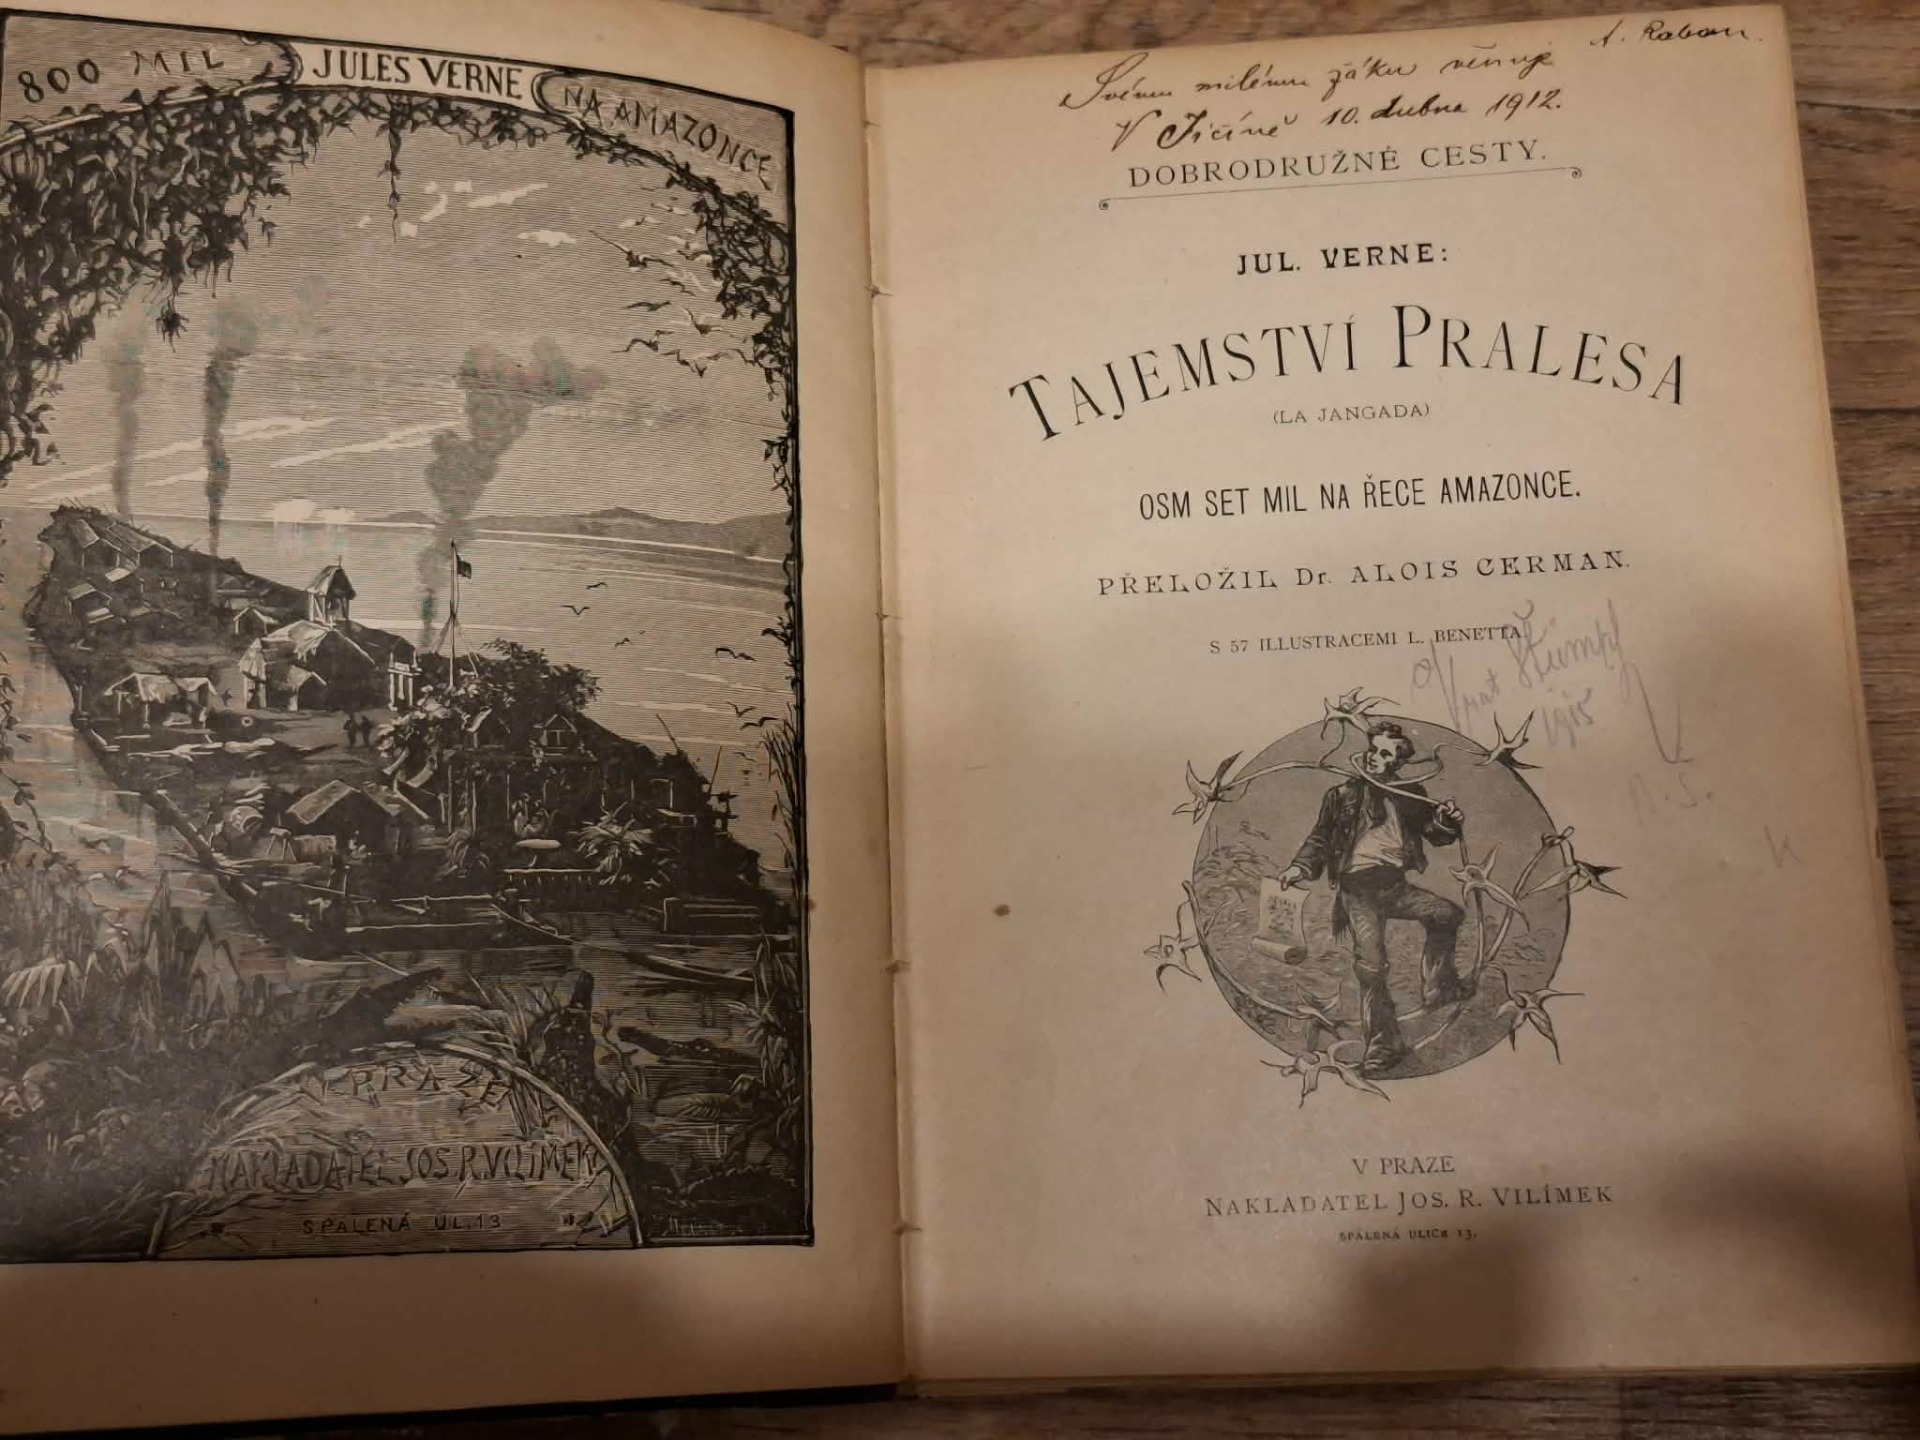 800 MIL JULES VERNE NA AMAZONCE
V PRAZE
NAKLADATEL JOS. R. VILÍMEK
SPÁLENÁ UL. 13
Svému milému žáku věnuje A. Raban.
V Jičíně 10. dubna 1912.
DOBRODRUŽNÉ CESTY.
JUL. VERNE:
TAJEMSTVÍ PRALESA
(LA JANGADA)
OSM SET MIL NA ŘECE AMAZONCE.
PŘELOŽIL Dr. ALOIS GERMAN.
S 57 ILLUSTRACEMI L. BENETTA.
Štumpf
1915
V PRAZE
NAKLADATEL JOS. R. VILÍMEK
SPÁLENÁ ULICE 13.